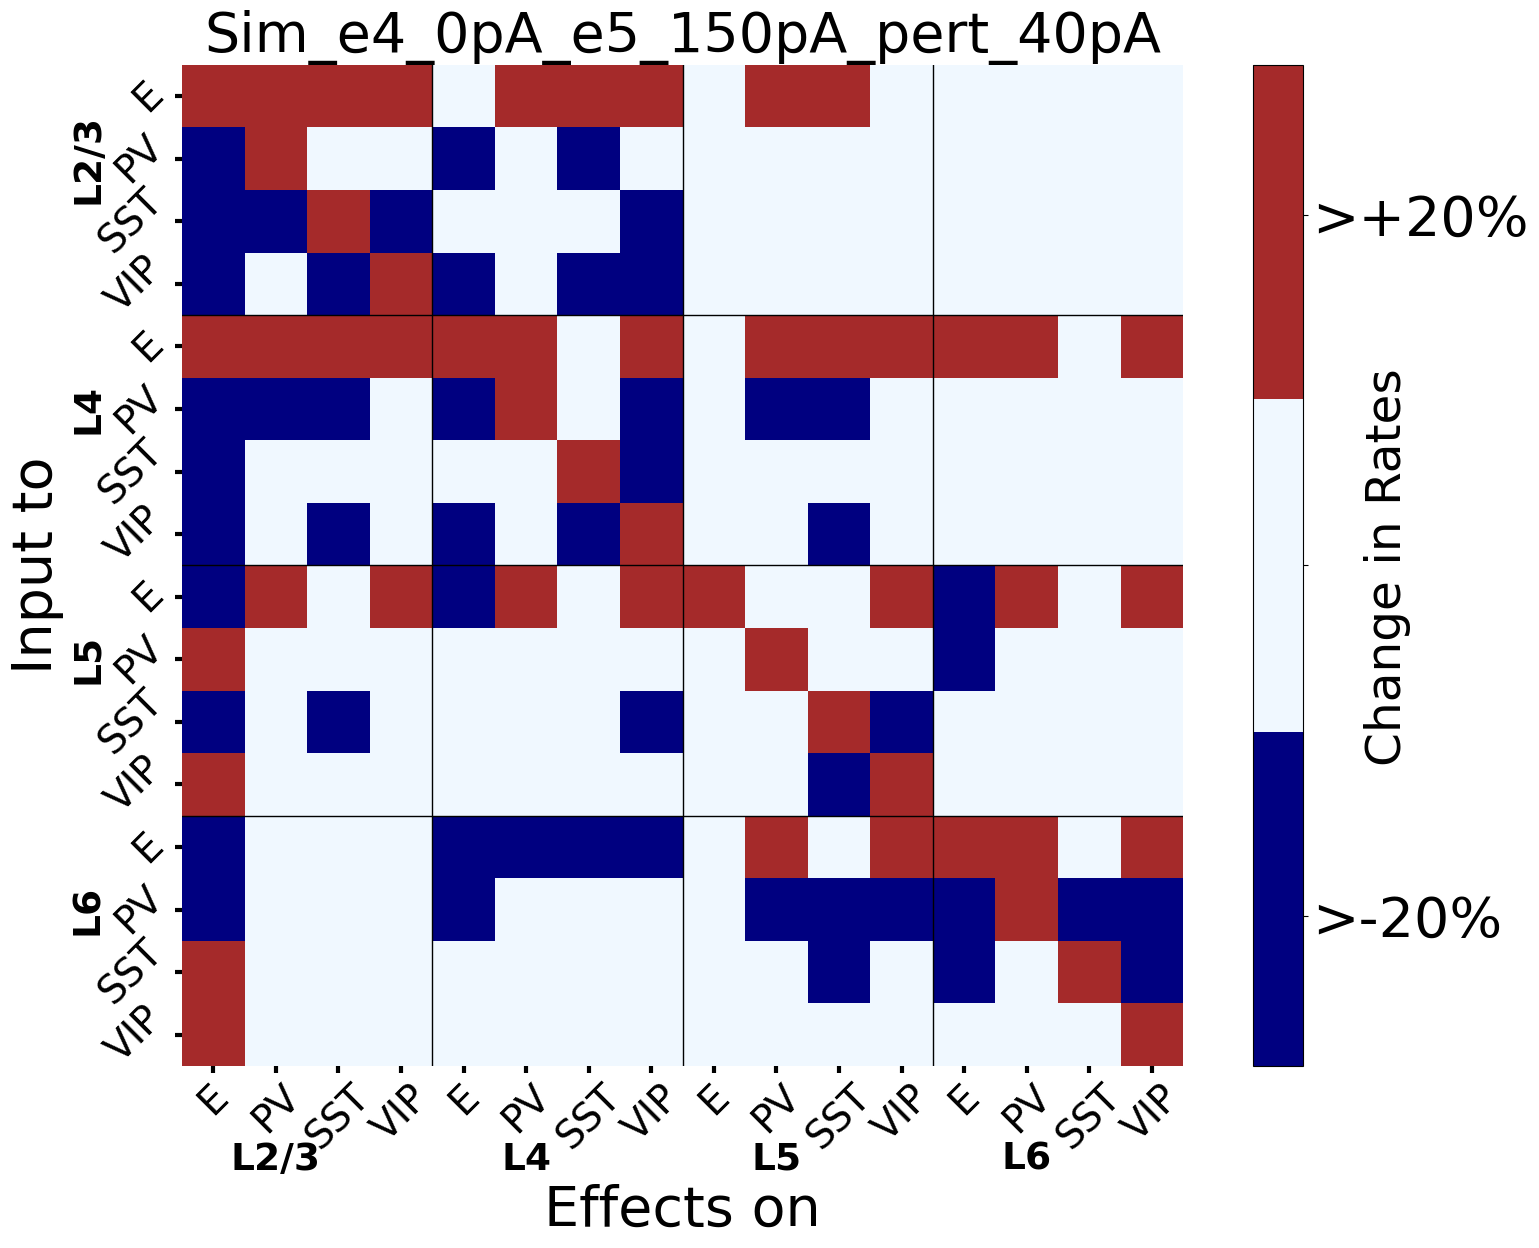 Sim_e4_0pA_e5_150pA_pert_40pA
Input to
L2/3
E
PV
SST
VIP
L4
E
PV
SST
VIP
L5
E
PV
SST
VIP
L6
E
PV
SST
VIP
E PV SST VIP E PV SST VIP E PV SST VIP E PV SST VIP
L2/3 L4 L5 L6
Effects on
>+20%
>-20%
Change in Rates